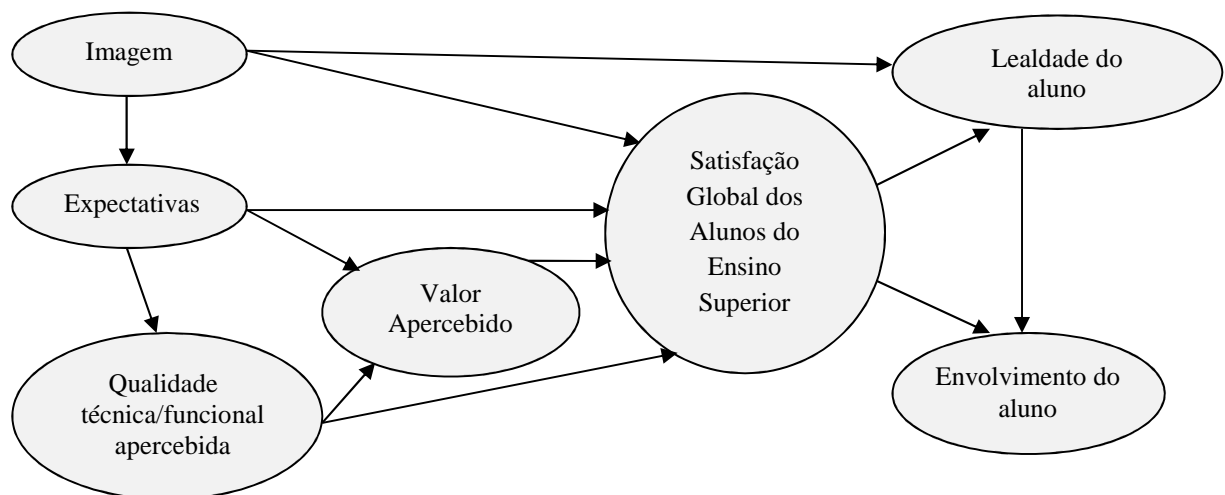 Imagem
Lealdade do
aluno
Satisfação
Global dos
Alunos do
Ensino
Superior
Expectativas
Valor
Apercebido
Qualidade
técnica/funcional
apercebida
Envolvimento do
aluno